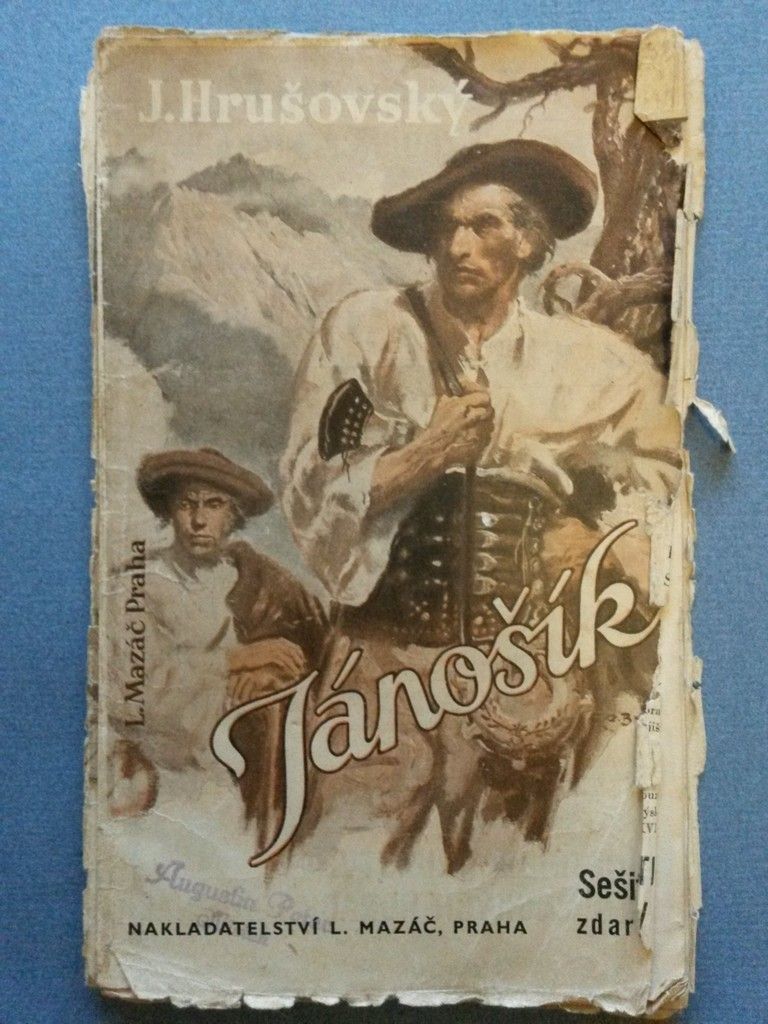 J. Hrušovský
L. Mazáč Praha
Jánošík
Seši
zdar
NAKLADATELSTVÍ L. MAZÁČ, PRAHA